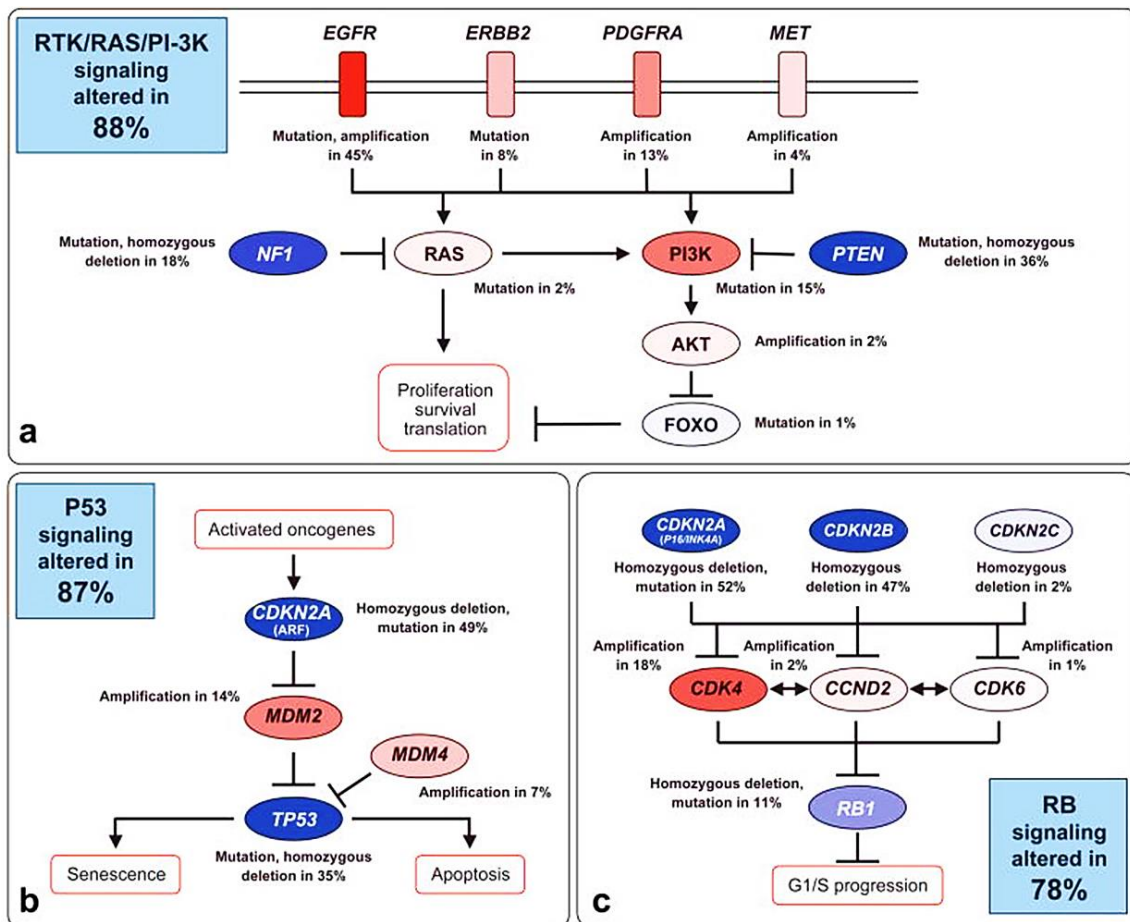 RTK/RAS/PI-3K
signaling
altered in
88%
EGFR
ERBB2
PDGFRA
MET
Mutation, amplification
in 45%
Mutation
in 8%
Amplification
in 13%
Amplification
in 4%
Mutation, homozygous
deletion in 18%
NF1
RAS
PI3K
PTEN
Mutation, homozygous
deletion in 36%
Mutation in 2%
Mutation in 15%
AKT
Amplification in 2%
Proliferation
survival
translation
FOXO
Mutation in 1%
a
P53
signaling
altered in
87%
Activated oncogenes
CDKN2A
(ARF)
Homozygous deletion,
mutation in 49%
Amplification in 14%
MDM2
MDM4
Amplification in 7%
TP53
Mutation, homozygous
deletion in 35%
Senescence
Apoptosis
b
CDKN2A
(P16/INK4A)
CDKN2B
CDKN2C
Homozygous deletion,
mutation in 52%
Homozygous
deletion in 47%
Homozygous
deletion in 2%
Amplification
in 18%
Amplification
in 2%
Amplification
in 1%
CDK4
CCND2
CDK6
Homozygous deletion,
mutation in 11%
RB1
G1/S progression
RB
signaling
altered in
78%
c